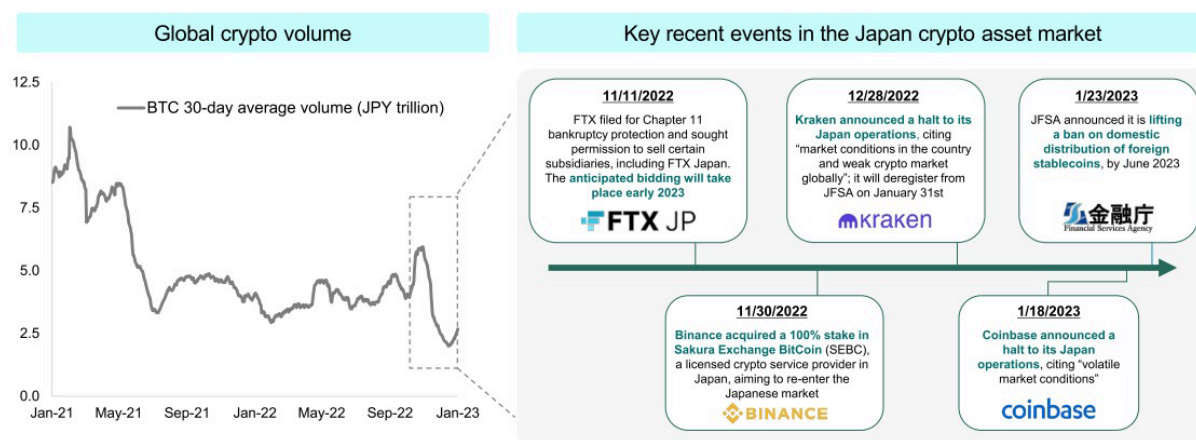 Global crypto volume
Key recent events in the Japan crypto asset market
12.5
10.0
7.5
5.0
2.5
0.0
BTC 30-day average volume (JPY trillion)
Jan-21 May-21 Sep-21 Jan-22 May-22 Sep-22 Jan-23
11/11/2022
FTX filed for Chapter 11
bankruptcy protection and sought
permission to sell certain
subsidiaries, including FTX Japan.
The anticipated bidding will take
place early 2023
FTX JP
12/28/2022
Kraken announced a halt to its
Japan operations, citing
“market conditions in the
country and weak crypto market
globally”; it will deregister from
JFSA on January 31st
kraken
1/23/2023
JFSA announced it is lifting
a ban on domestic
distribution of foreign
stablecoins, by June 2023
金融庁
Financial Services Agency
11/30/2022
Binance acquired a 100% stake in
Sakura Exchange BitCoin (SEBC),
a licensed crypto service provider in
Japan, aiming to re-enter the
Japanese market
BINANCE
1/18/2023
Coinbase announced a
halt to its Japan
operations, citing “volatile
market conditions”
coinbase